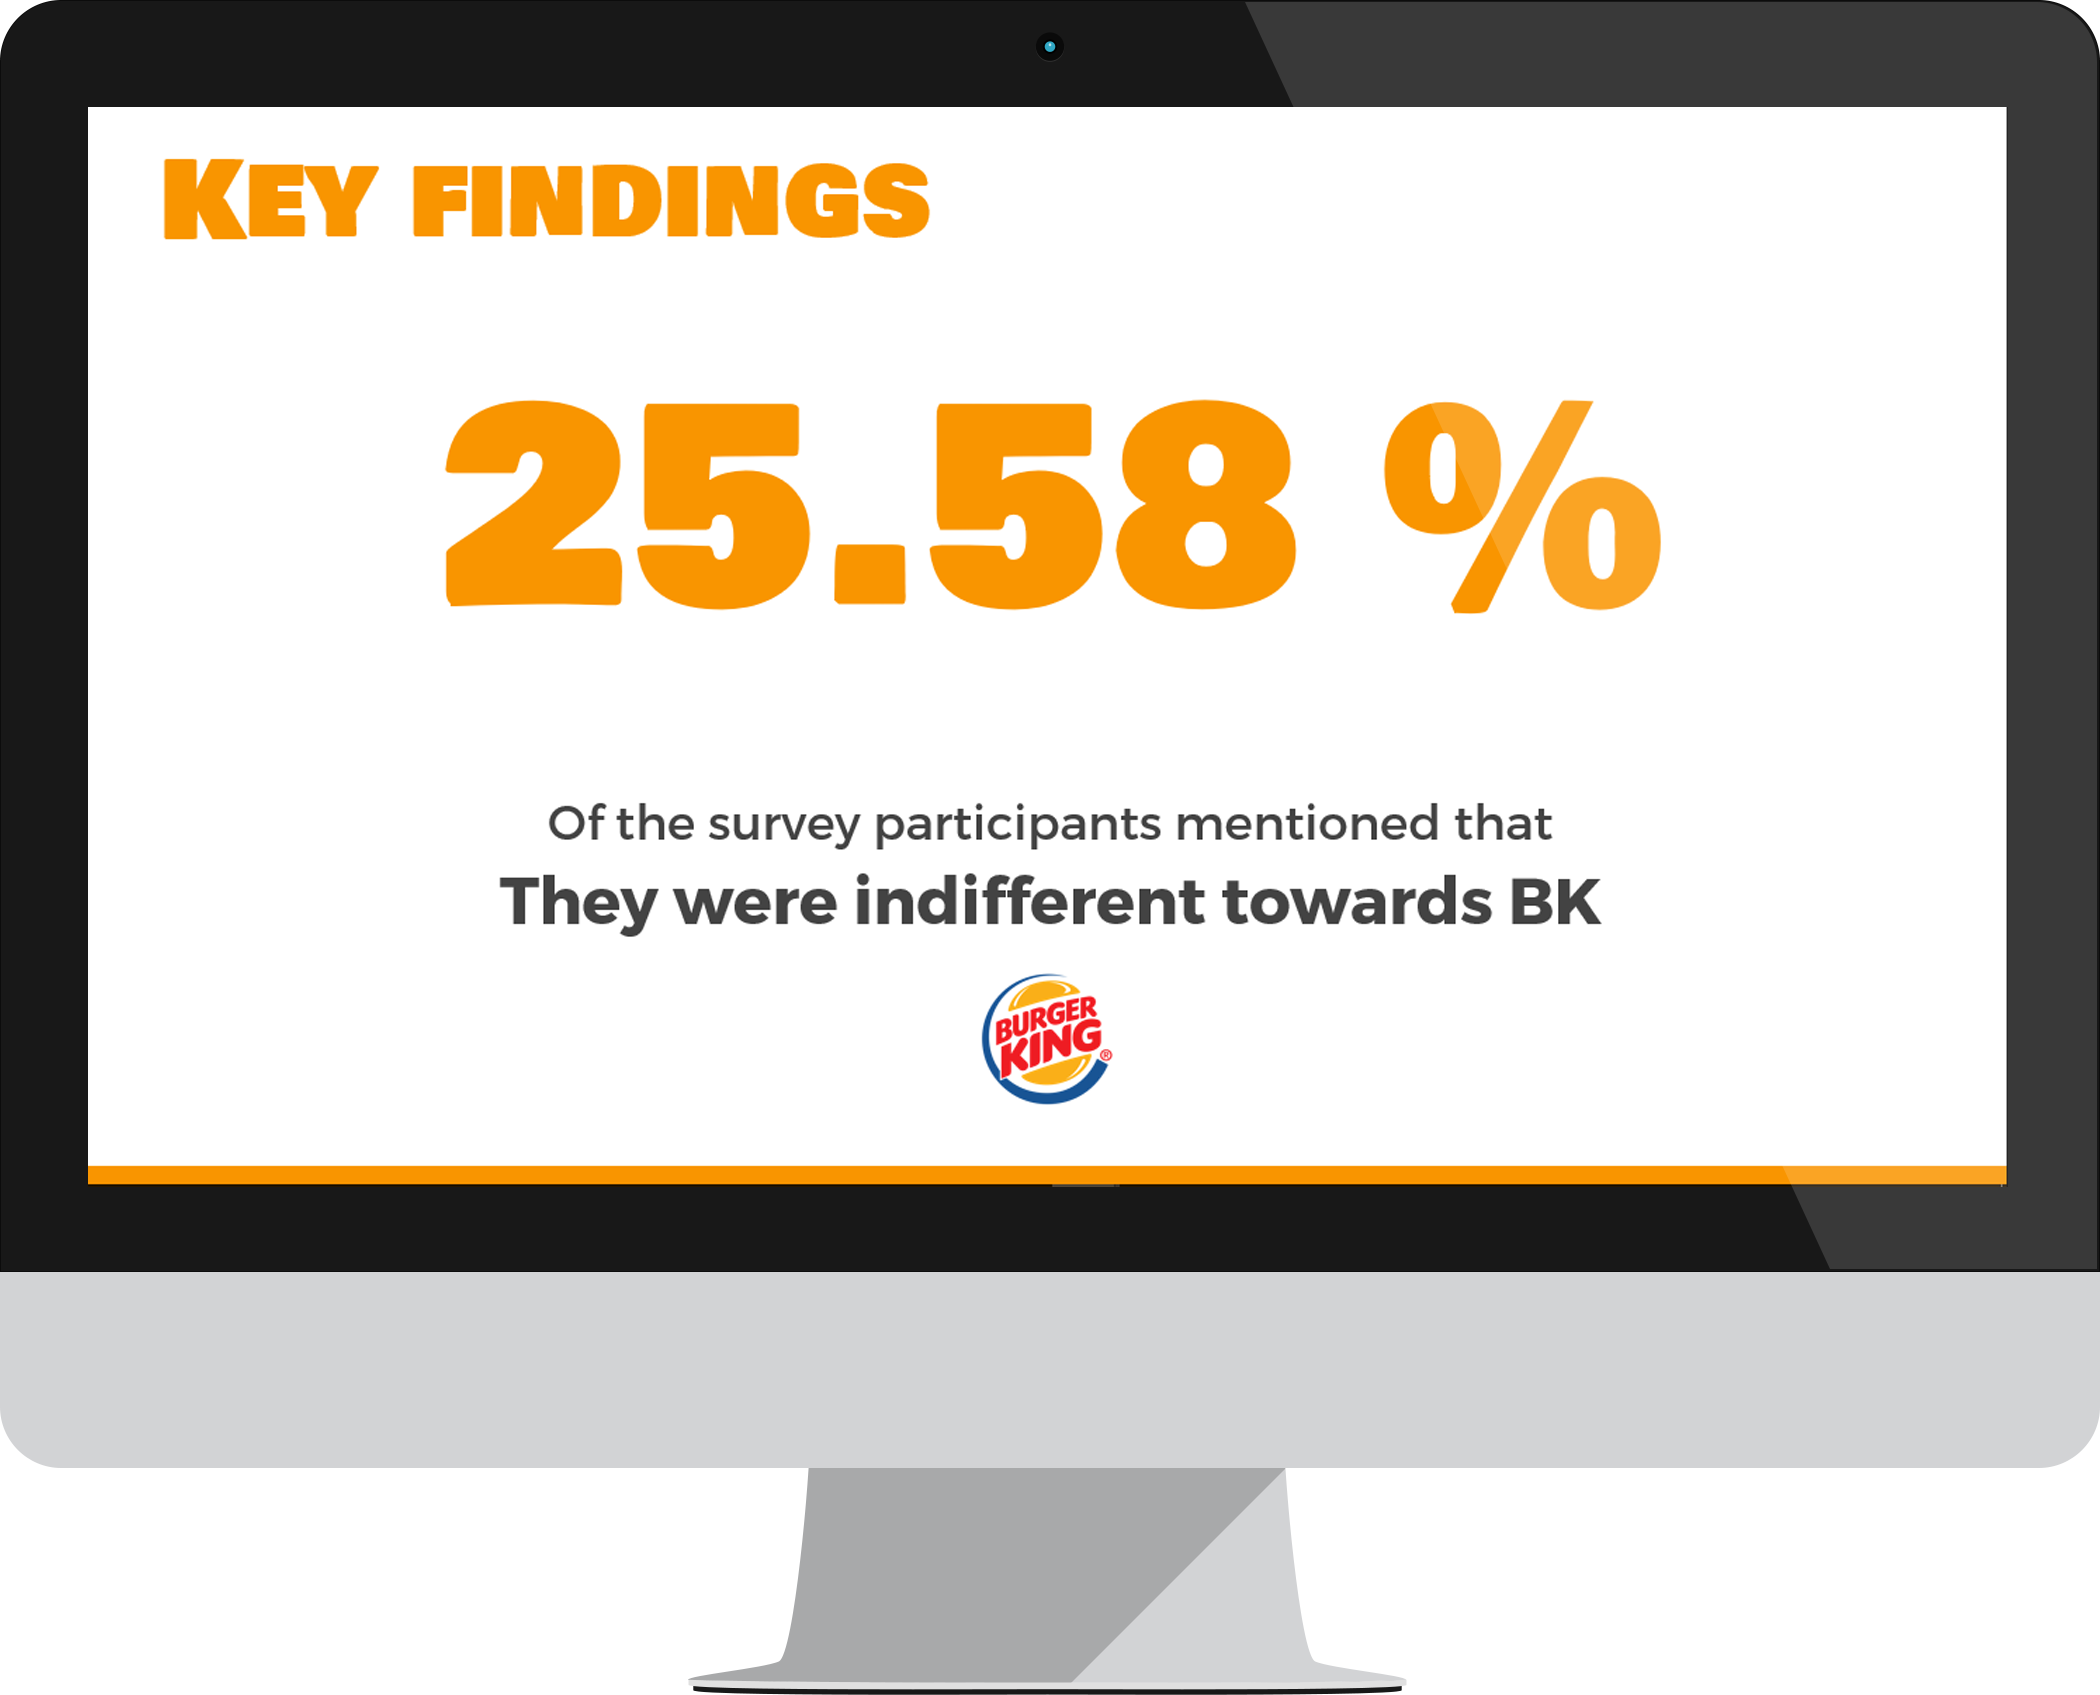 KEY FINDINGS
25.58 %
Of the survey participants mentioned that
They were indifferent towards BK
BURGER
KING®